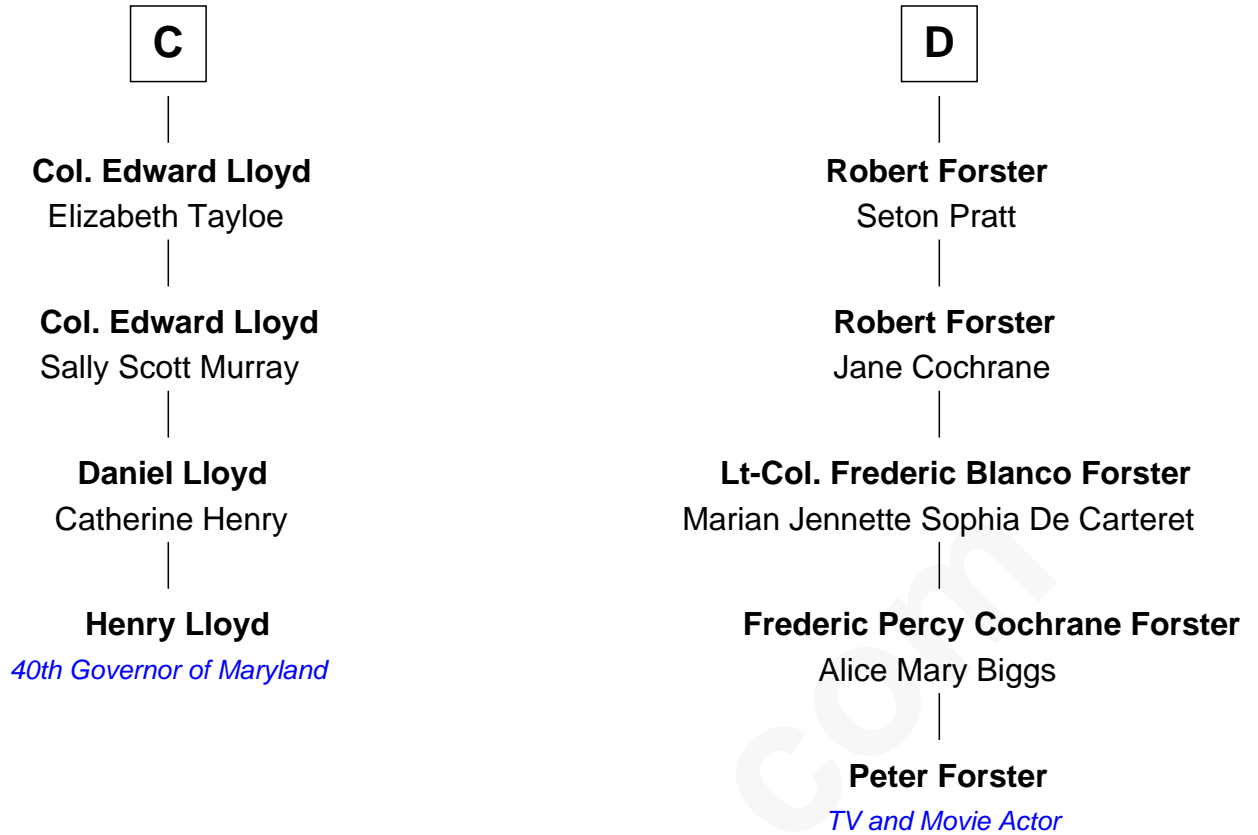 C
Col. Edward Lloyd
Elizabeth Tayloe
Col. Edward Lloyd
Sally Scott Murray
Daniel Lloyd
Catherine Henry
Henry Lloyd
40th Governor of Maryland
D
Robert Forster
Seton Pratt
Robert Forster
Jane Cochrane
Lt-Col. Frederic Blanco Forster
Marian Jennette Sophia De Carteret
Frederic Percy Cochrane Forster
Alice Mary Biggs
Peter Forster
TV and Movie Actor
com